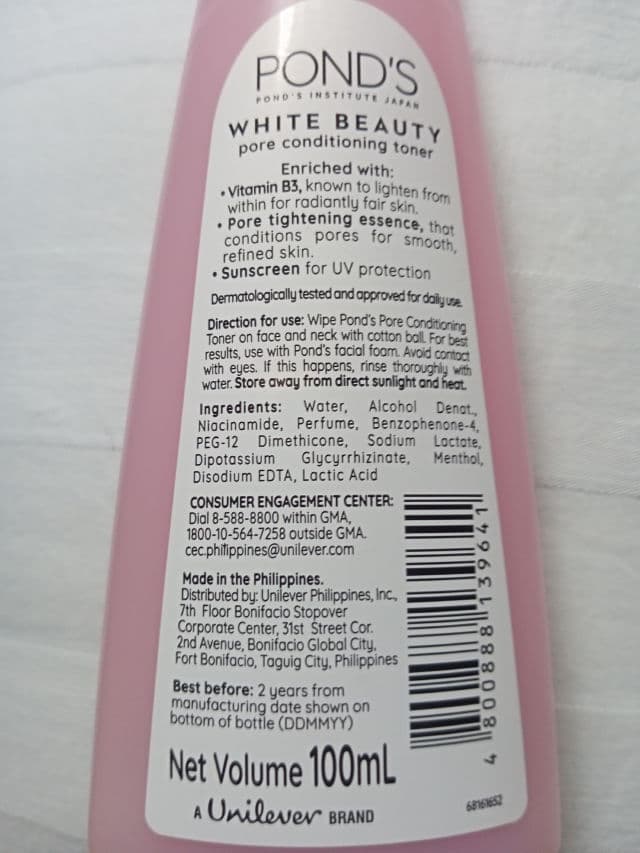 POND'S
POND'S INSTITUTE JAPAN
WHITE BEAUTY
pore conditioning toner
Enriched with:
• Vitamin B3, known to lighten from
within for radiantly fair skin.
• Pore tightening essence, that
conditions pores for smooth,
refined skin.
• Sunscreen for UV protection
Dermatologically tested and approved for daily use.
Direction for use: Wipe Pond's Pore Conditioning
Toner on face and neck with cotton ball. For best
results, use with Pond's facial foam. Avoid contact
with eyes. If this happens, rinse thoroughly with
water. Store away from direct sunlight and heat.
Ingredients: Water, Alcohol Denat.,
Niacinamide, Perfume, Benzophenone-4,
PEG-12 Dimethicone, Sodium Lactate,
Dipotassium Glycyrrhizinate, Menthol,
Disodium EDTA, Lactic Acid
CONSUMER ENGAGEMENT CENTER:
Dial 8-588-8800 within GMA,
1800-10-564-7258 outside GMA.
cec.philippines@unilever.com
Made in the Philippines.
Distributed by: Unilever Philippines, Inc.,
7th Floor Bonifacio Stopover
Corporate Center, 31st Street Cor.
2nd Avenue, Bonifacio Global City,
Fort Bonifacio, Taguig City, Philippines
Best before: 2 years from
manufacturing date shown on
bottom of bottle (DDMMYY)
4 800888 139641
Net Volume 100mL
A Unilever BRAND
68161652